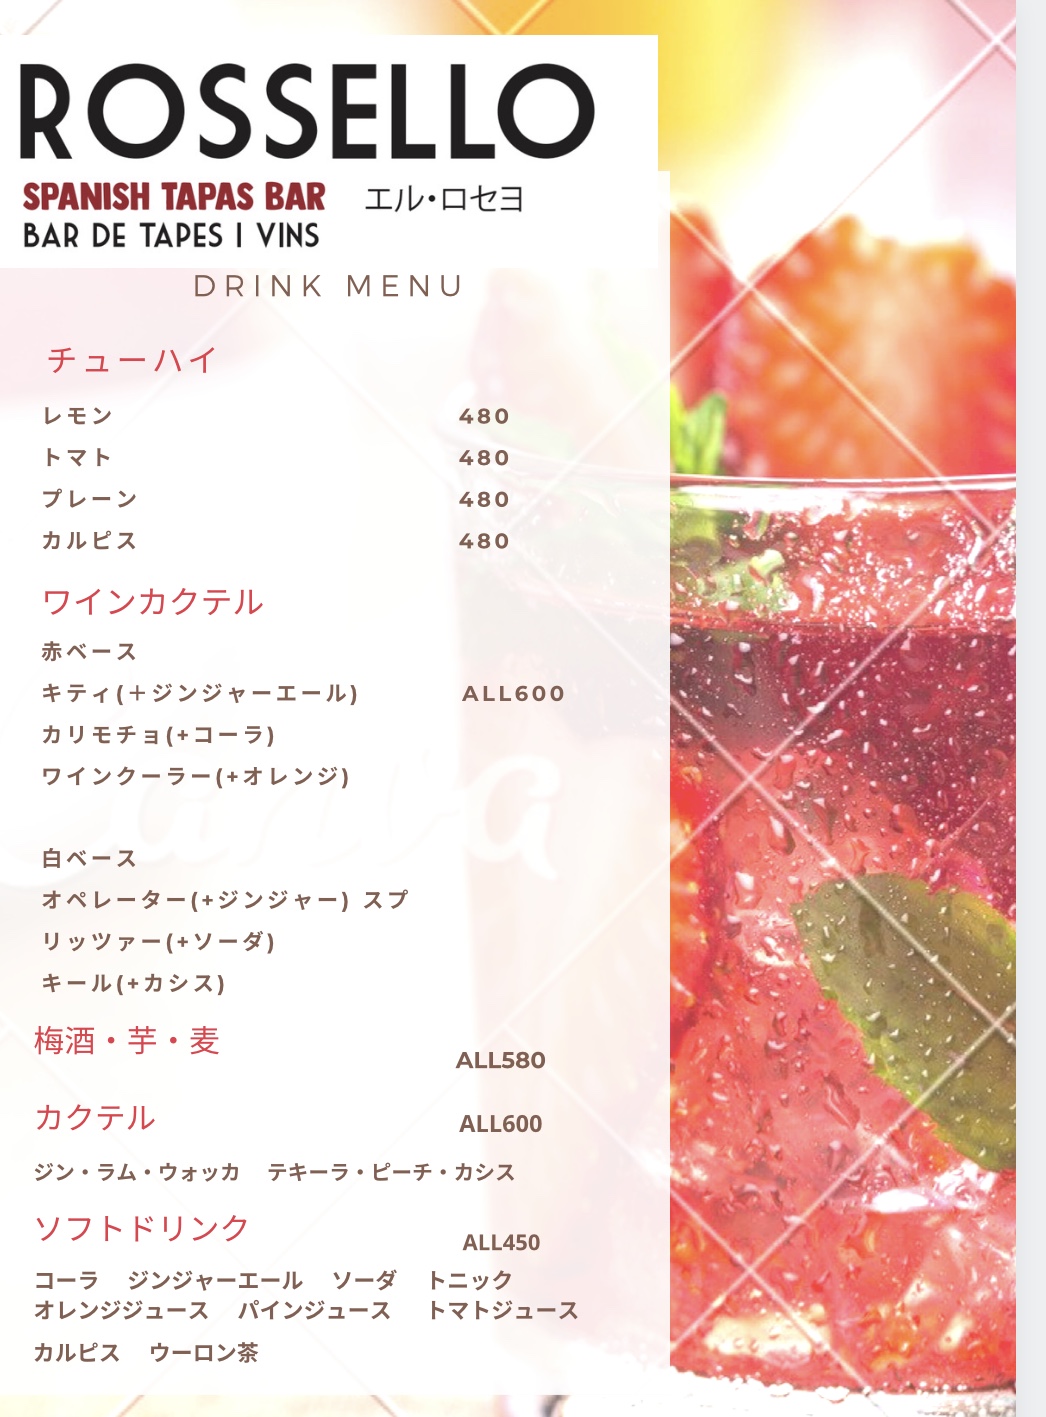 ROSSELLO
SPANISH TAPAS BAR エル・ロセヨ
BAR DE TAPES I VINS
DRINK MENU
チューハイ
レモン 480
トマト 480
プレーン 480
カルピス 480
ワインカクテル
赤ベース
キティ(＋ジンジャーエール) ALL600
カリモチョ(+コーラ)
ワインクーラー(+オレンジ)
白ベース
オペレーター(+ジンジャー) スプ
リッツァー(+ソーダ)
キール(+カシス)
梅酒・芋・麦 ALL580
カクテル ALL600
ジン・ラム・ウォッカ テキーラ・ピーチ・カシス
ソフトドリンク ALL450
コーラ ジンジャーエール ソーダ トニック
オレンジジュース パインジュース トマトジュース
カルピス ウーロン茶
Canva